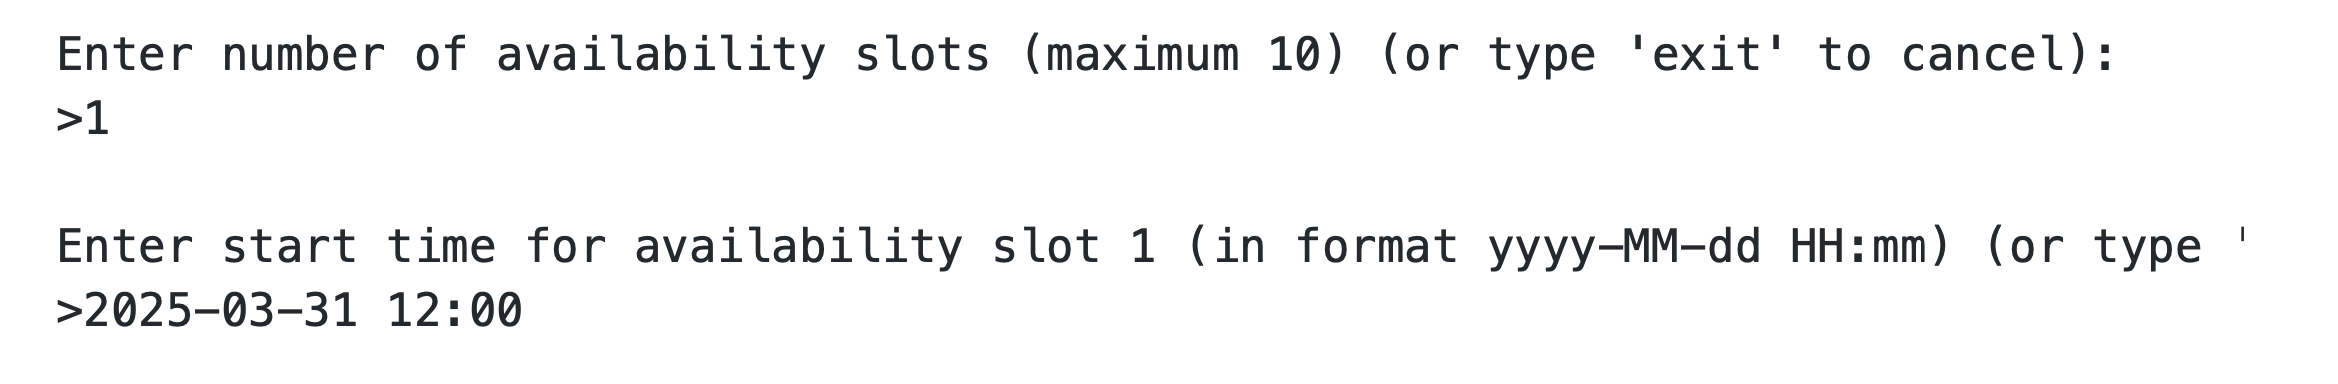 Enter number of availability slots (maximum 10) (or type 'exit' to cancel):
>1
Enter start time for availability slot 1 (in format yyyy-MM-dd HH:mm) (or type '
>2025-03-31 12:00